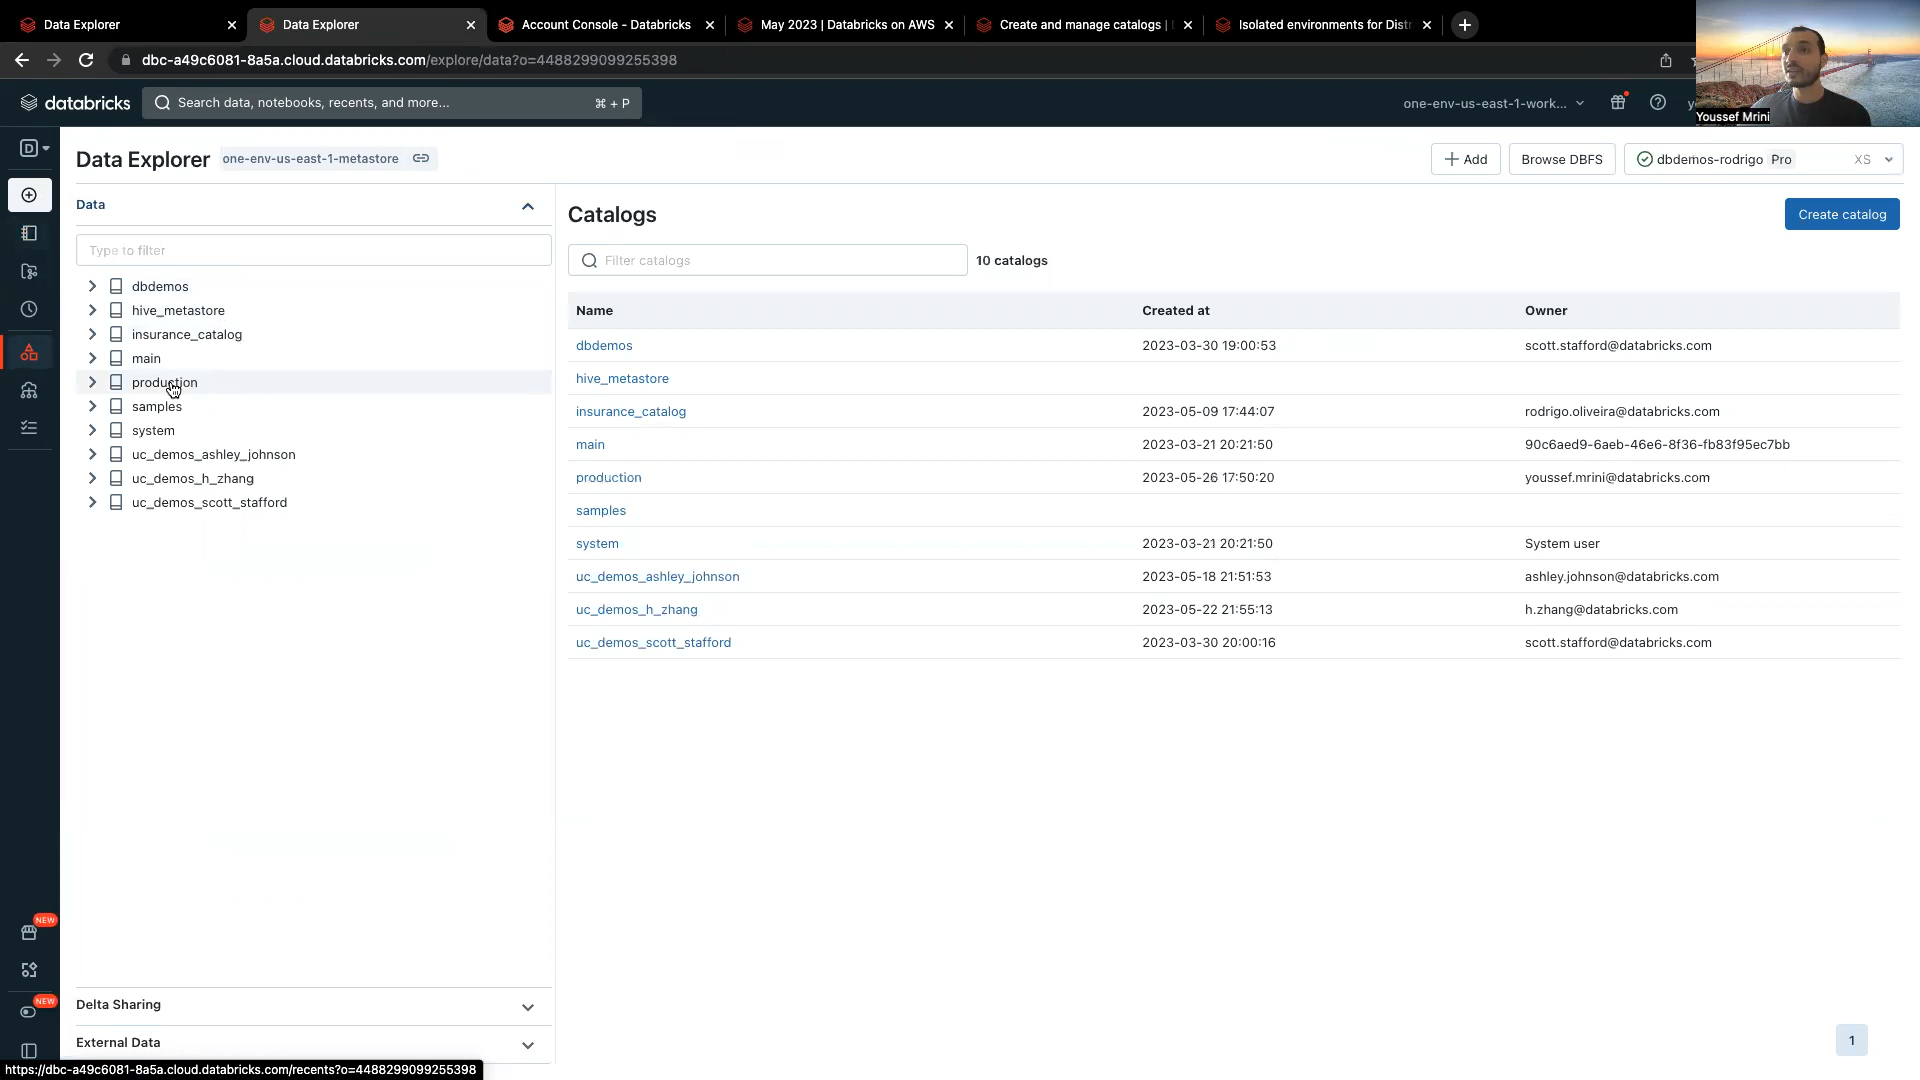 Data Explorer
Data Explorer
Account Console - Databricks
May 2023 | Databricks on AWS
Create and manage catalogs |
Isolated environments for Dist
dbc-a49c6081-8a5a.cloud.databricks.com/explore/data?o=4488299099255398
databricks
Search data, notebooks, recents, and more...
⌘ + P
one-env-us-east-1-work...
Youssef Mrini
D
Data Explorer
one-env-us-east-1-metastore
Add
Browse DBFS
dbdemos-rodrigo Pro XS
Data
Type to filter
dbdemos
hive_metastore
insurance_catalog
main
production
samples
system
uc_demos_ashley_johnson
uc_demos_h_zhang
uc_demos_scott_stafford
Catalogs
Create catalog
Filter catalogs
10 catalogs
Name Created at Owner
dbdemos 2023-03-30 19:00:53 scott.stafford@databricks.com
hive_metastore
insurance_catalog 2023-05-09 17:44:07 rodrigo.oliveira@databricks.com
main 2023-03-21 20:21:50 90c6aed9-6aeb-46e6-8f36-fb83f95ec7bb
production 2023-05-26 17:50:20 youssef.mrini@databricks.com
samples
system 2023-03-21 20:21:50 System user
uc_demos_ashley_johnson 2023-05-18 21:51:53 ashley.johnson@databricks.com
uc_demos_h_zhang 2023-05-22 21:55:13 h.zhang@databricks.com
uc_demos_scott_stafford 2023-03-30 20:00:16 scott.stafford@databricks.com
NEW
NEW
Delta Sharing
External Data
1
https://dbc-a49c6081-8a5a.cloud.databricks.com/recents?o=4488299099255398